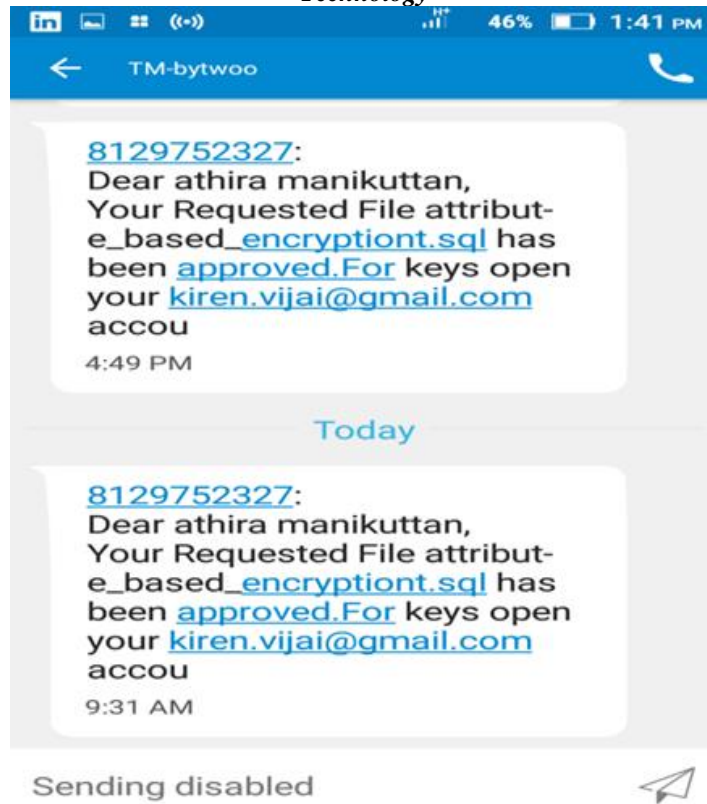 Technology
in H+ 46% 1:41 PM
TM-bytwoo
8129752327:
Dear athira manikuttan,
Your Requested File attribut-
e_based_encryptiont.sql has
been approved.For keys open
your kiren.vijai@gmail.com
accou
4:49 PM
Today
8129752327:
Dear athira manikuttan,
Your Requested File attribut-
e_based_encryptiont.sql has
been approved.For keys open
your kiren.vijai@gmail.com
accou
9:31 AM
Sending disabled